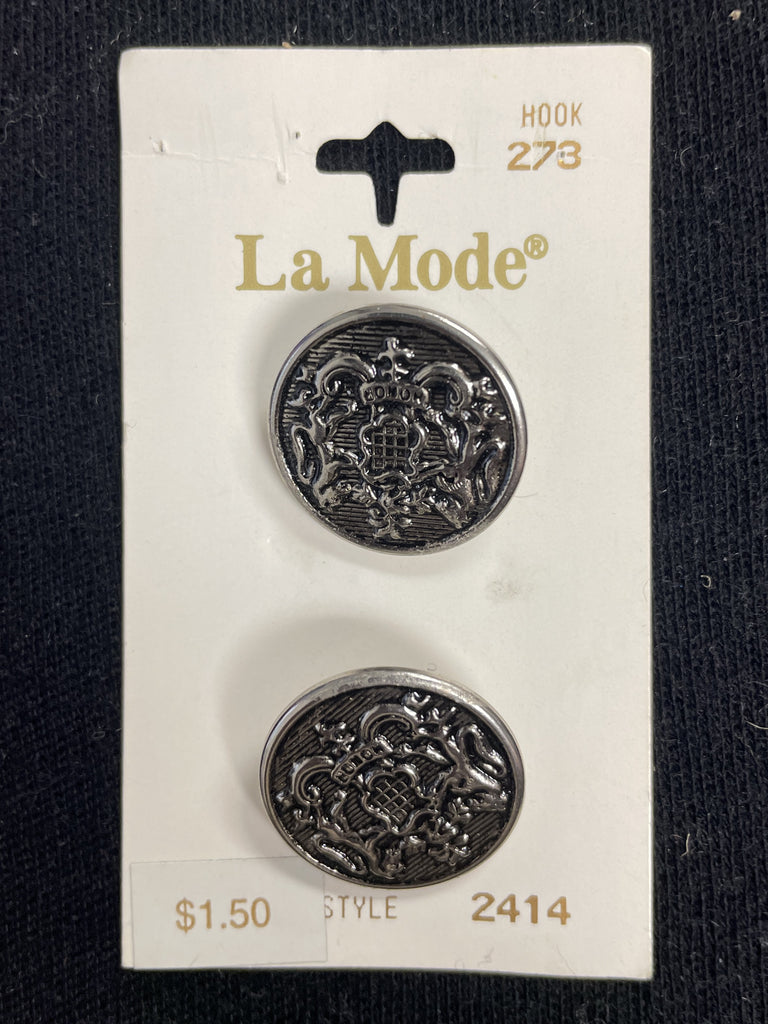 HOOK
273
La Mode®
$1.50 STYLE 2414